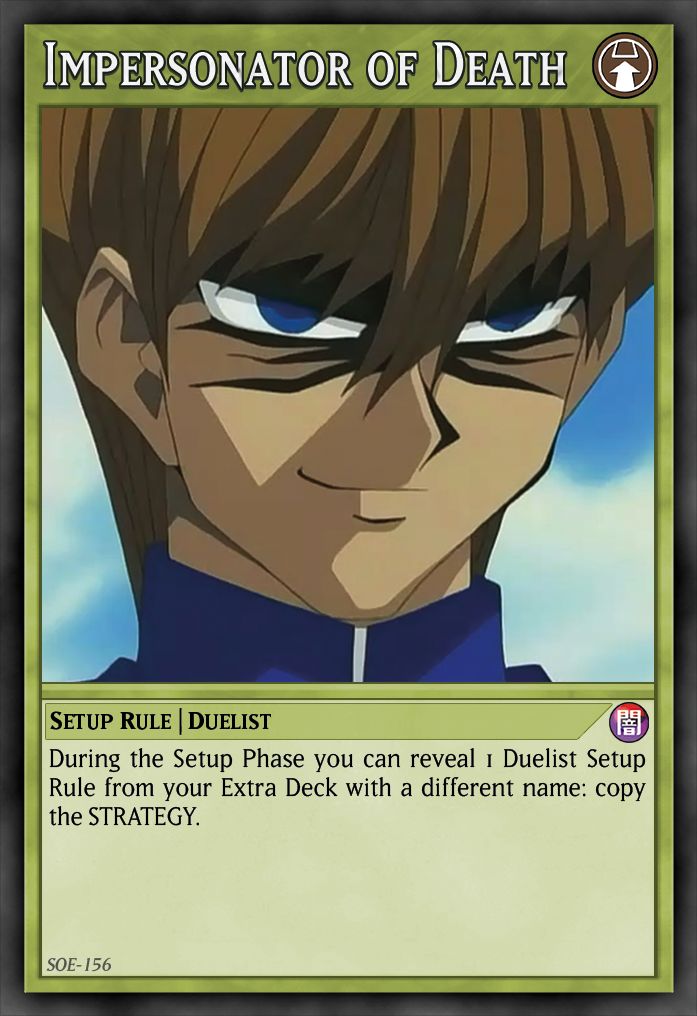 Impersonator of Death
Setup Rule | Duelist
闇
During the Setup Phase you can reveal 1 Duelist Setup
Rule from your Extra Deck with a different name: copy
the STRATEGY.
SOE-156